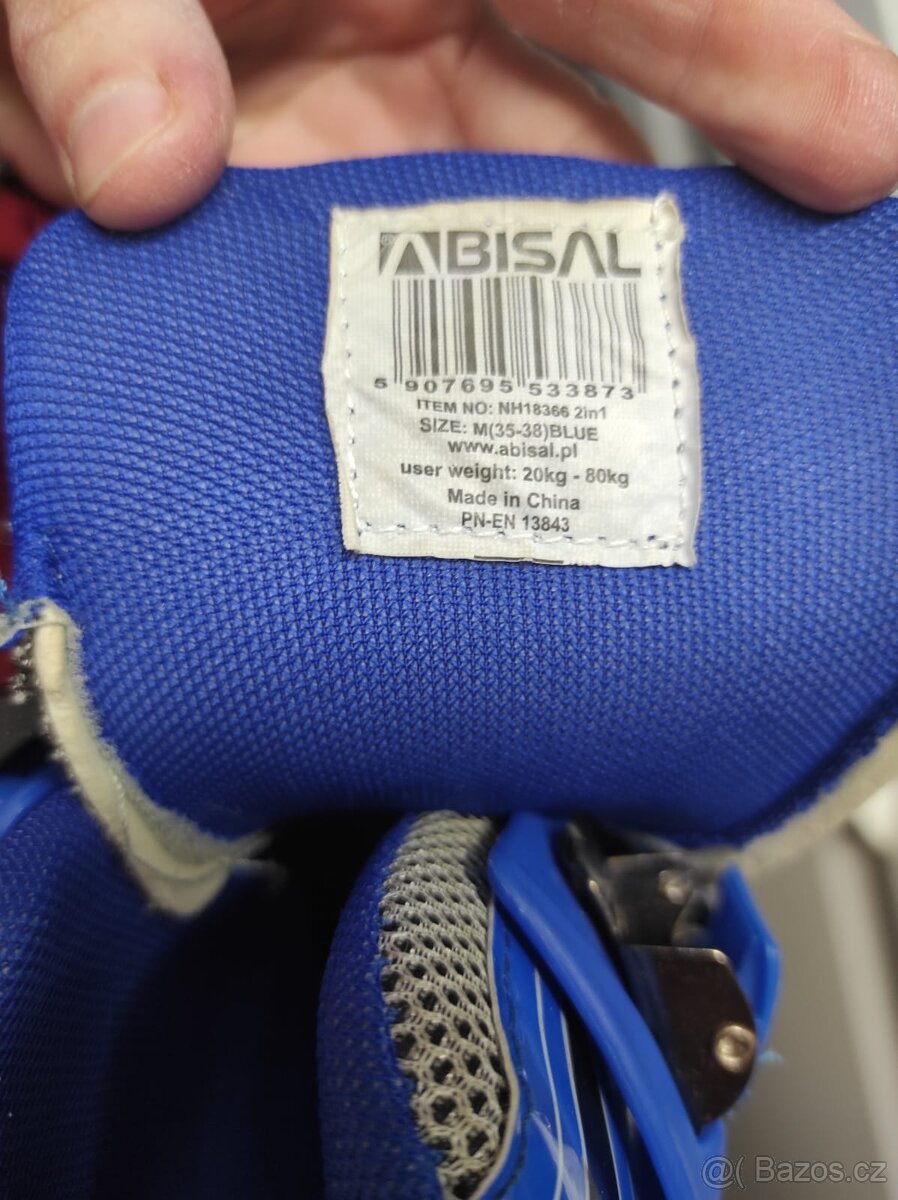 ABISAL
5 907695 533873
ITEM NO: NH18366 2in1
SIZE: M(35-38)BLUE
www.abisal.pl
user weight: 20kg - 80kg
Made in China
PN-EN 13843
@( Bazos.cz